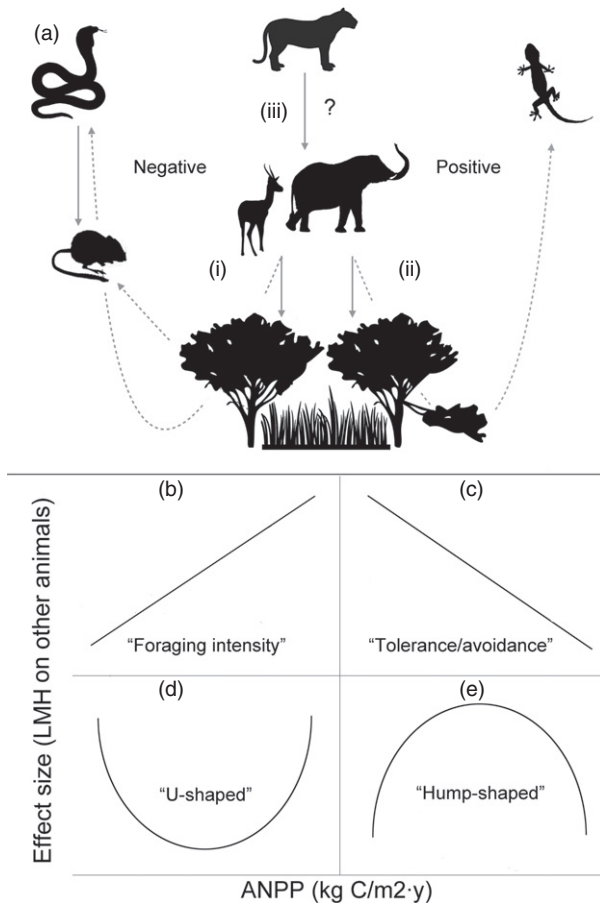 (a)
(iii) ?
Negative
Positive
(i)
(ii)
(b)
(c)
“Foraging intensity”
“Tolerance/avoidance”
(d)
(e)
“U-shaped”
“Hump-shaped”
Effect size (LMH on other animals)
ANPP (kg C/m2·y)